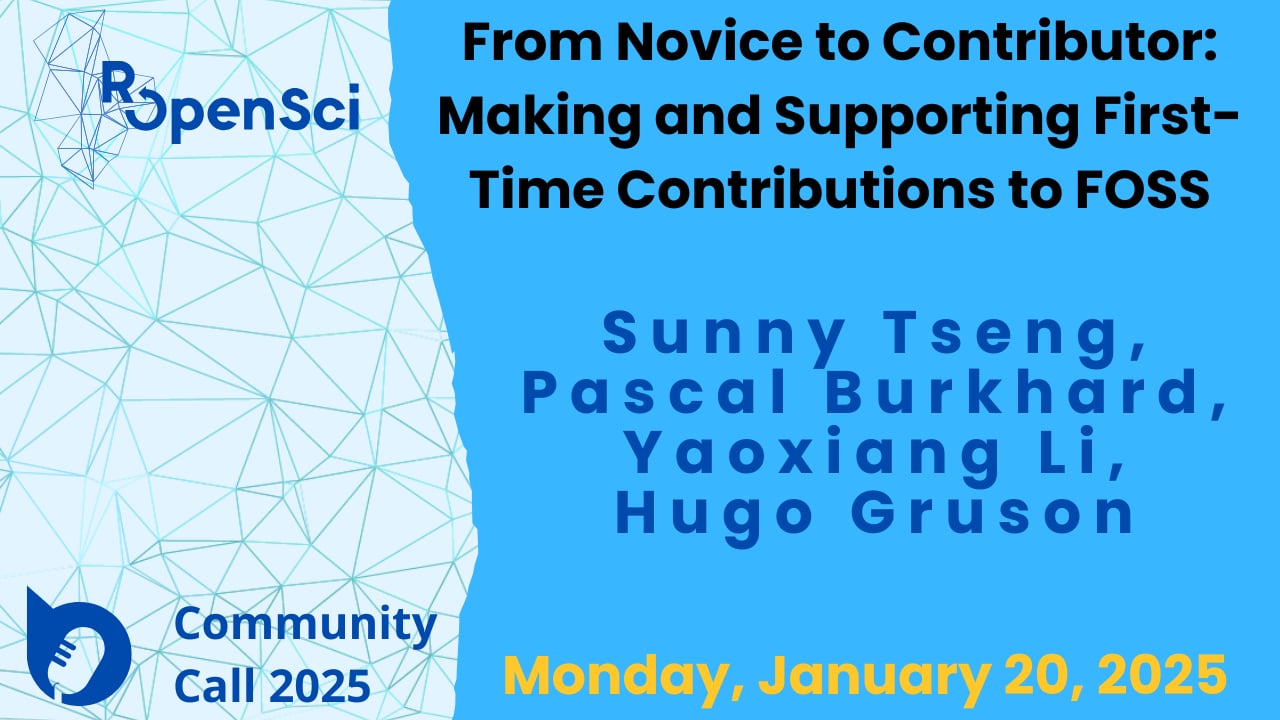 ROpenSci
From Novice to Contributor:
Making and Supporting First-
Time Contributions to FOSS
Sunny Tseng,
Pascal Burkhard,
Yaoxiang Li,
Hugo Gruson
Community
Call 2025
Monday, January 20, 2025